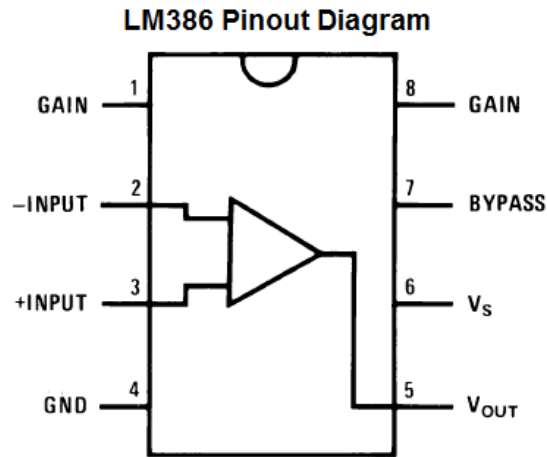 LM386 Pinout Diagram
GAIN 1 8 GAIN
–INPUT 2 7 BYPASS
+INPUT 3 6 VS
GND 4 5 VOUT